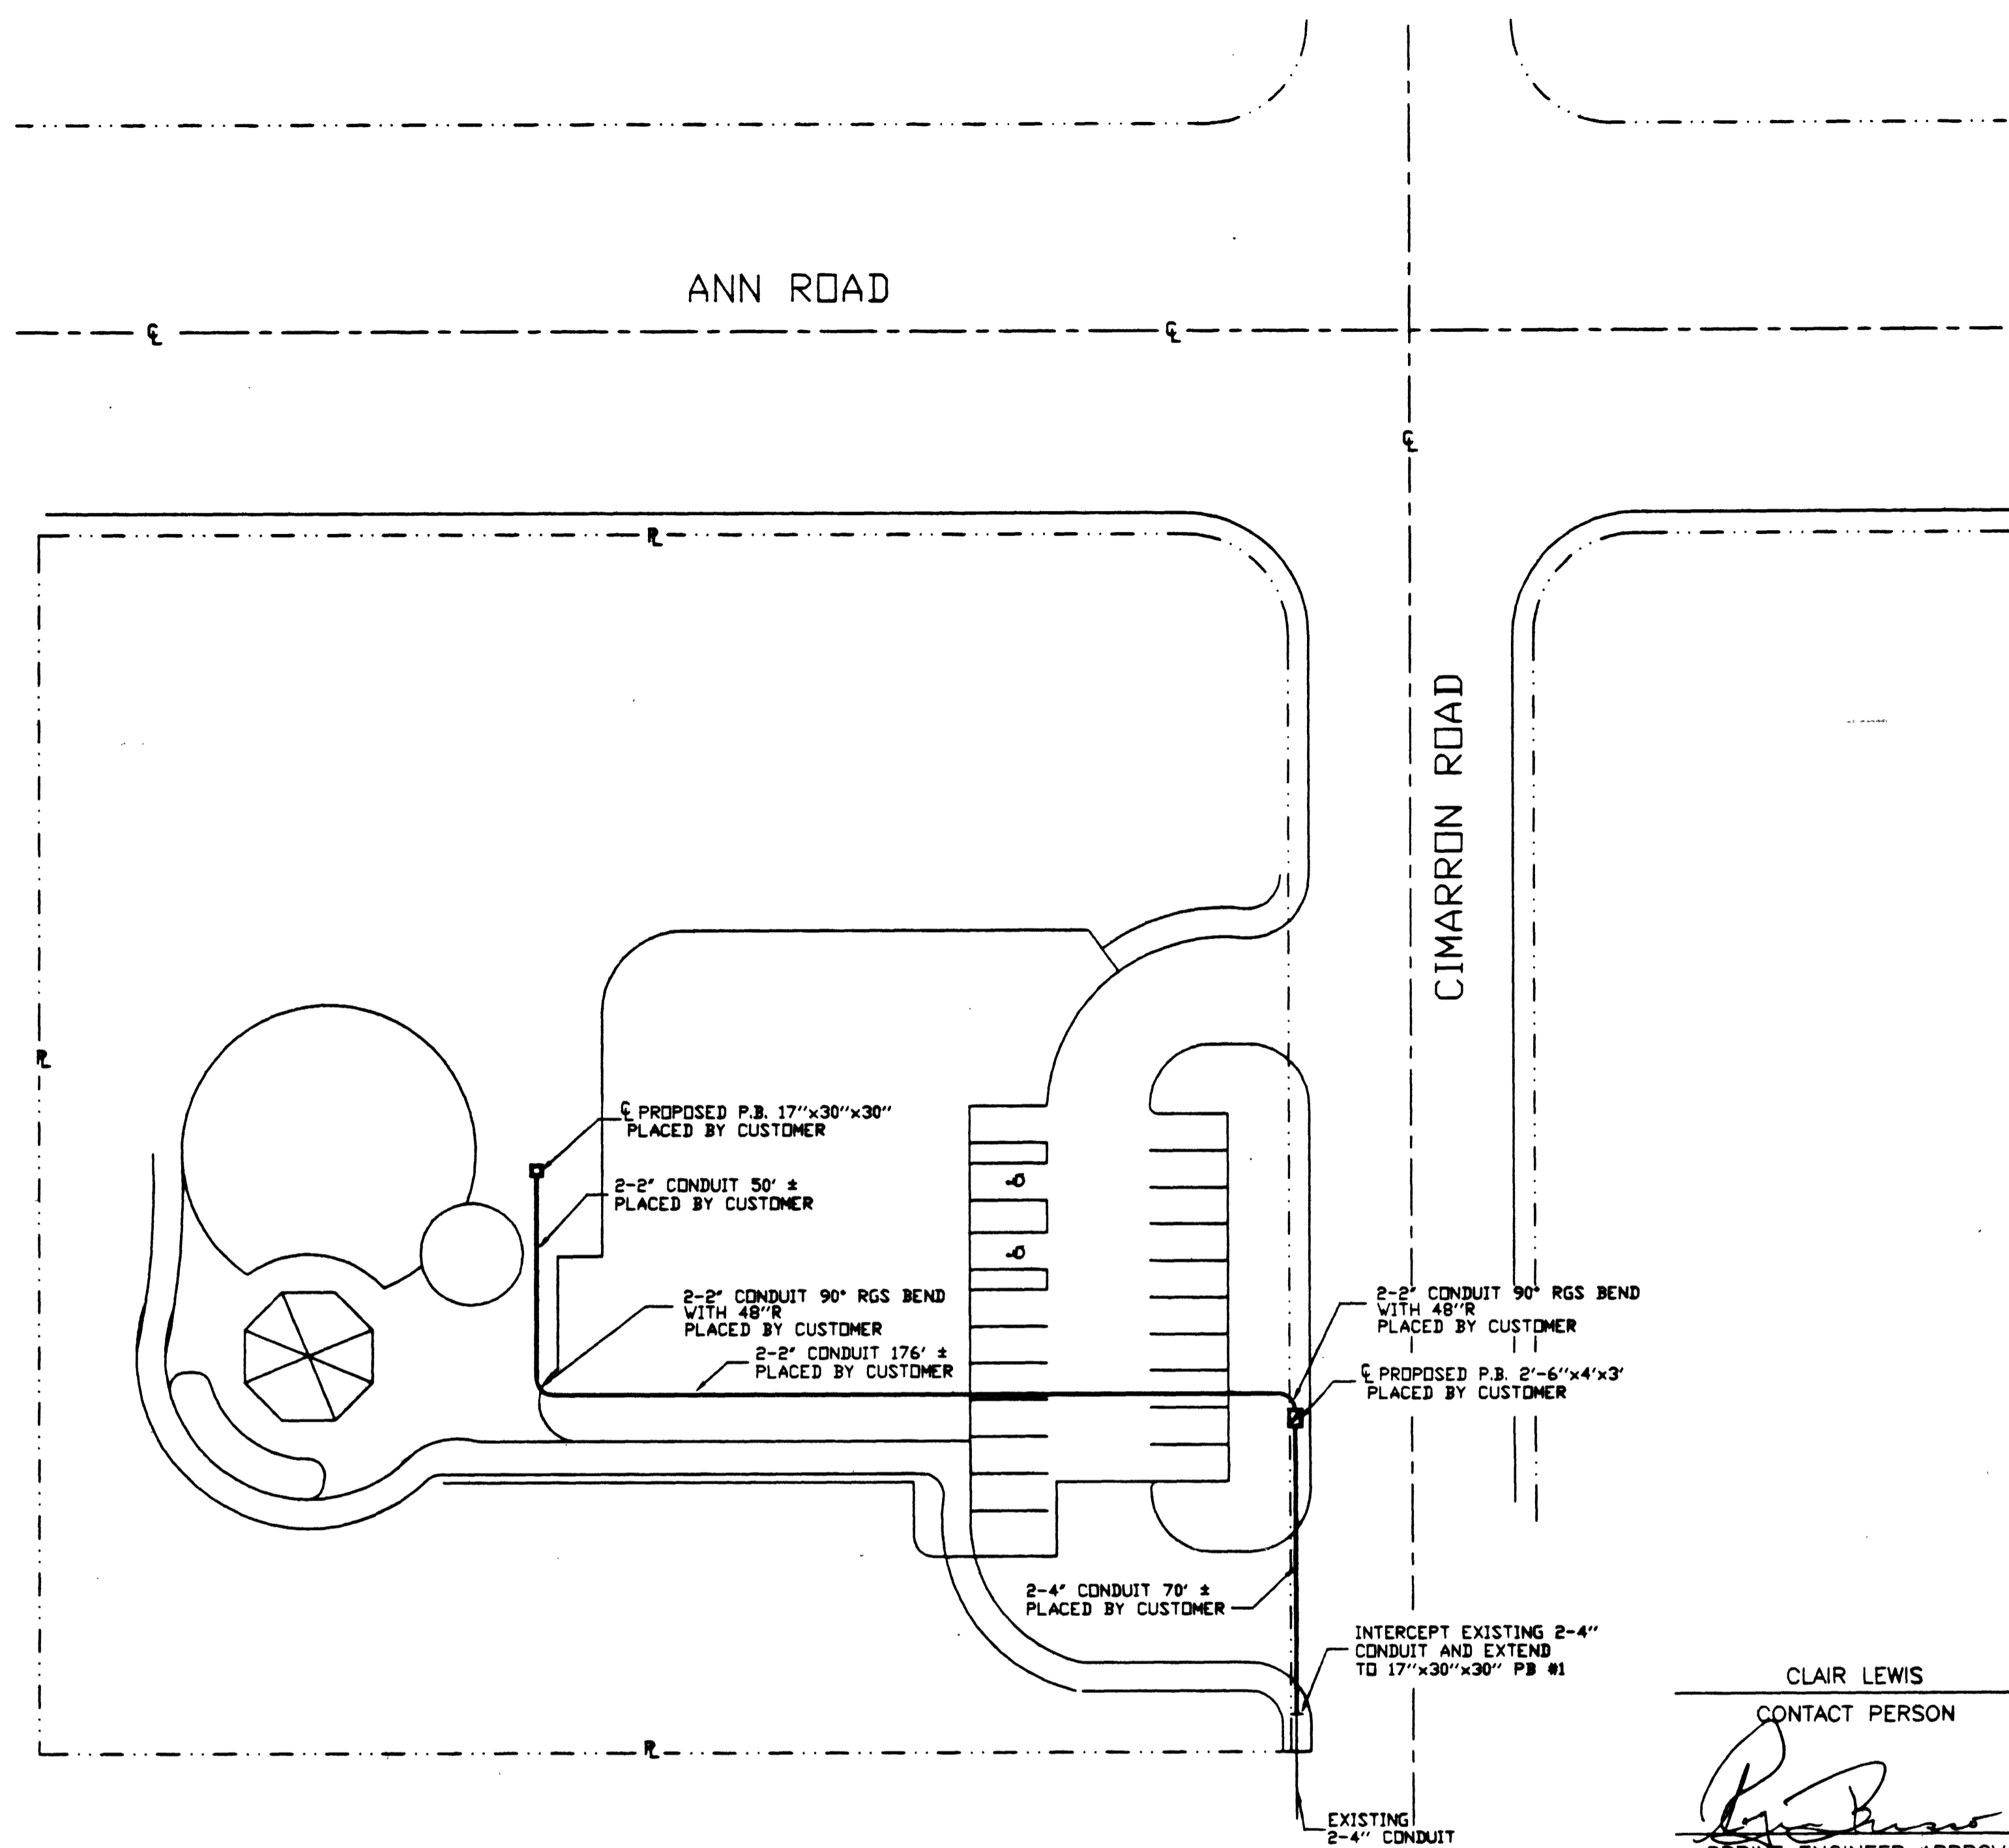 ANN ROAD
℄
℄
℄
PL
CIMARRON ROAD
PL
℄ PROPOSED P.B. 17"x30"x30"
PLACED BY CUSTOMER
2-2" CONDUIT 50' ±
PLACED BY CUSTOMER
2-2" CONDUIT 90° RGS BEND
WITH 48"R
PLACED BY CUSTOMER
2-2" CONDUIT 176' ±
PLACED BY CUSTOMER
2-2" CONDUIT 90° RGS BEND
WITH 48"R
PLACED BY CUSTOMER
℄ PROPOSED P.B. 2'-6"x4'x3'
PLACED BY CUSTOMER
2-4" CONDUIT 70' ±
PLACED BY CUSTOMER
INTERCEPT EXISTING 2-4"
CONDUIT AND EXTEND
TO 17"x30"x30" PB #1
CLAIR LEWIS
CONTACT PERSON
PL
EXISTING
2-4" CONDUIT